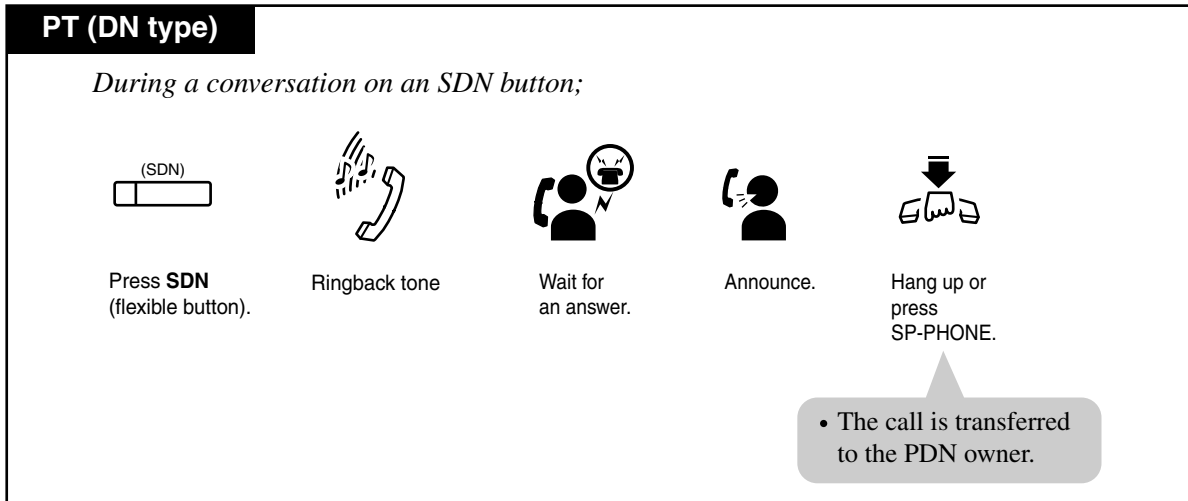 PT (DN type)
During a conversation on an SDN button;
(SDN)
Press SDN
(flexible button).
Ringback tone
Wait for
an answer.
Announce.
Hang up or
press
SP-PHONE.
• The call is transferred
to the PDN owner.